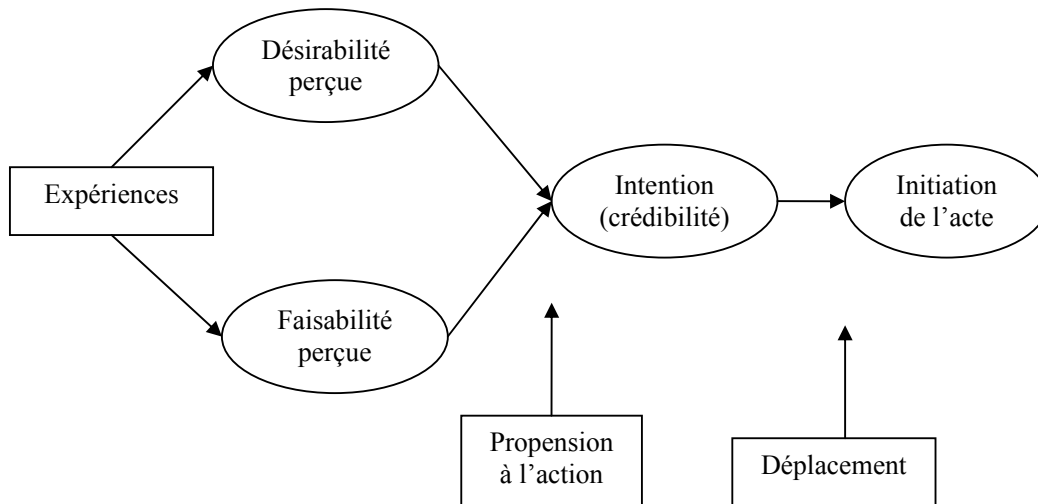 Désirabilité
perçue
Expériences
Intention
(crédibilité)
Initiation
de l’acte
Faisabilité
perçue
Propension
à l’action
Déplacement